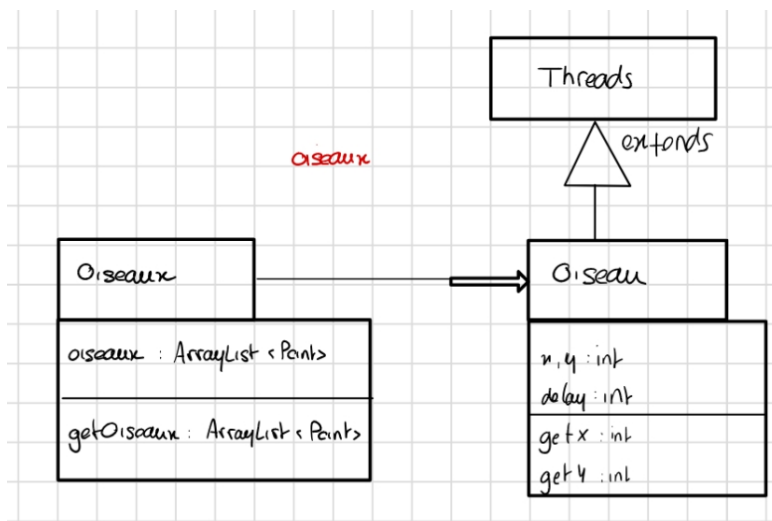 Threads
extends
oiseaux
Oiseaux
oiseaux : ArrayList <Point>
getOiseaux : ArrayList <Point>
Oiseau
x, y : int
delay : int
getX : int
getY : int